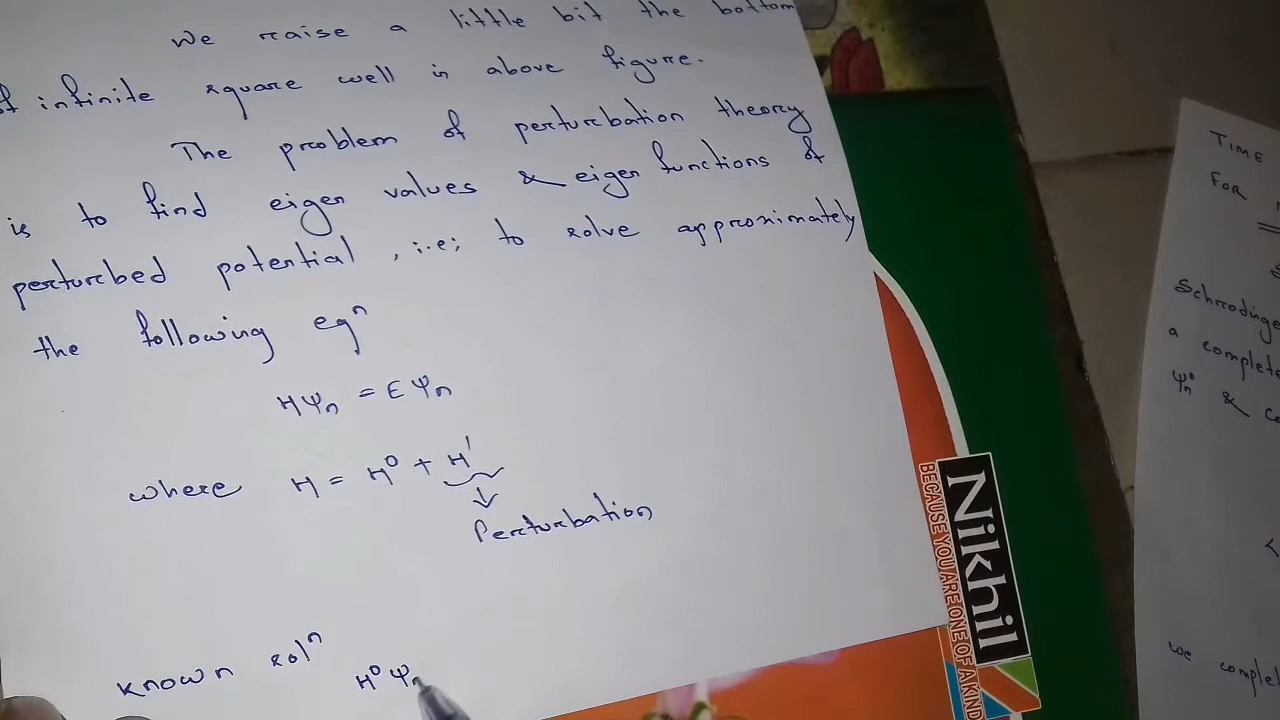 We raise a little bit the bottom
of infinite square well in above figure.
The problem of perturbation theory
is to find eigen values & eigen functions of
perturbed potential, i.e; to solve approximately
the following eqⁿ
Hψₙ = Eψₙ
where H = H⁰ + H'
↓
Perturbation
Known solⁿ H⁰ψₙ
Nikhil
BECAUSE YOU ARE ONE OF A KIND
TIME
FOR
Schrodinge
a complete
ψₙ⁰ &
we complet